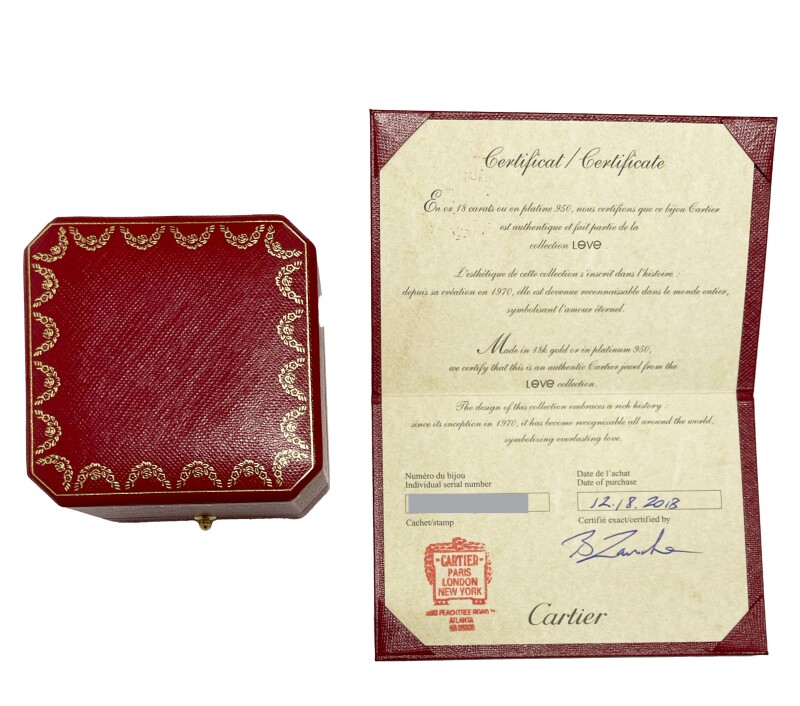 Certificat / Certificate
En or 18 carats ou en platine 950, nous certifions que ce bijou Cartier
est authentique et fait partie de la
collection LOVE
L'esthétique de cette collection s'inscrit dans l'histoire :
depuis sa création en 1970, elle est devenue reconnaissable dans le monde entier,
symbolisant l'amour éternel.
Made in 18k gold or in platinum 950,
we certify that this is an authentic Cartier jewel from the
LOVE collection.
The design of this collection embraces a rich history :
since its inception in 1970, it has become recognisable all around the world,
symbolizing everlasting love.
Numéro du bijou
Individual serial number
Date de l'achat
Date of purchase
12.18.2013
Cachet/stamp
Certifié exact/certified by
CARTIER
PARIS
LONDON
NEW YORK
PEACHTREE ROAD
ATLANTA
Cartier